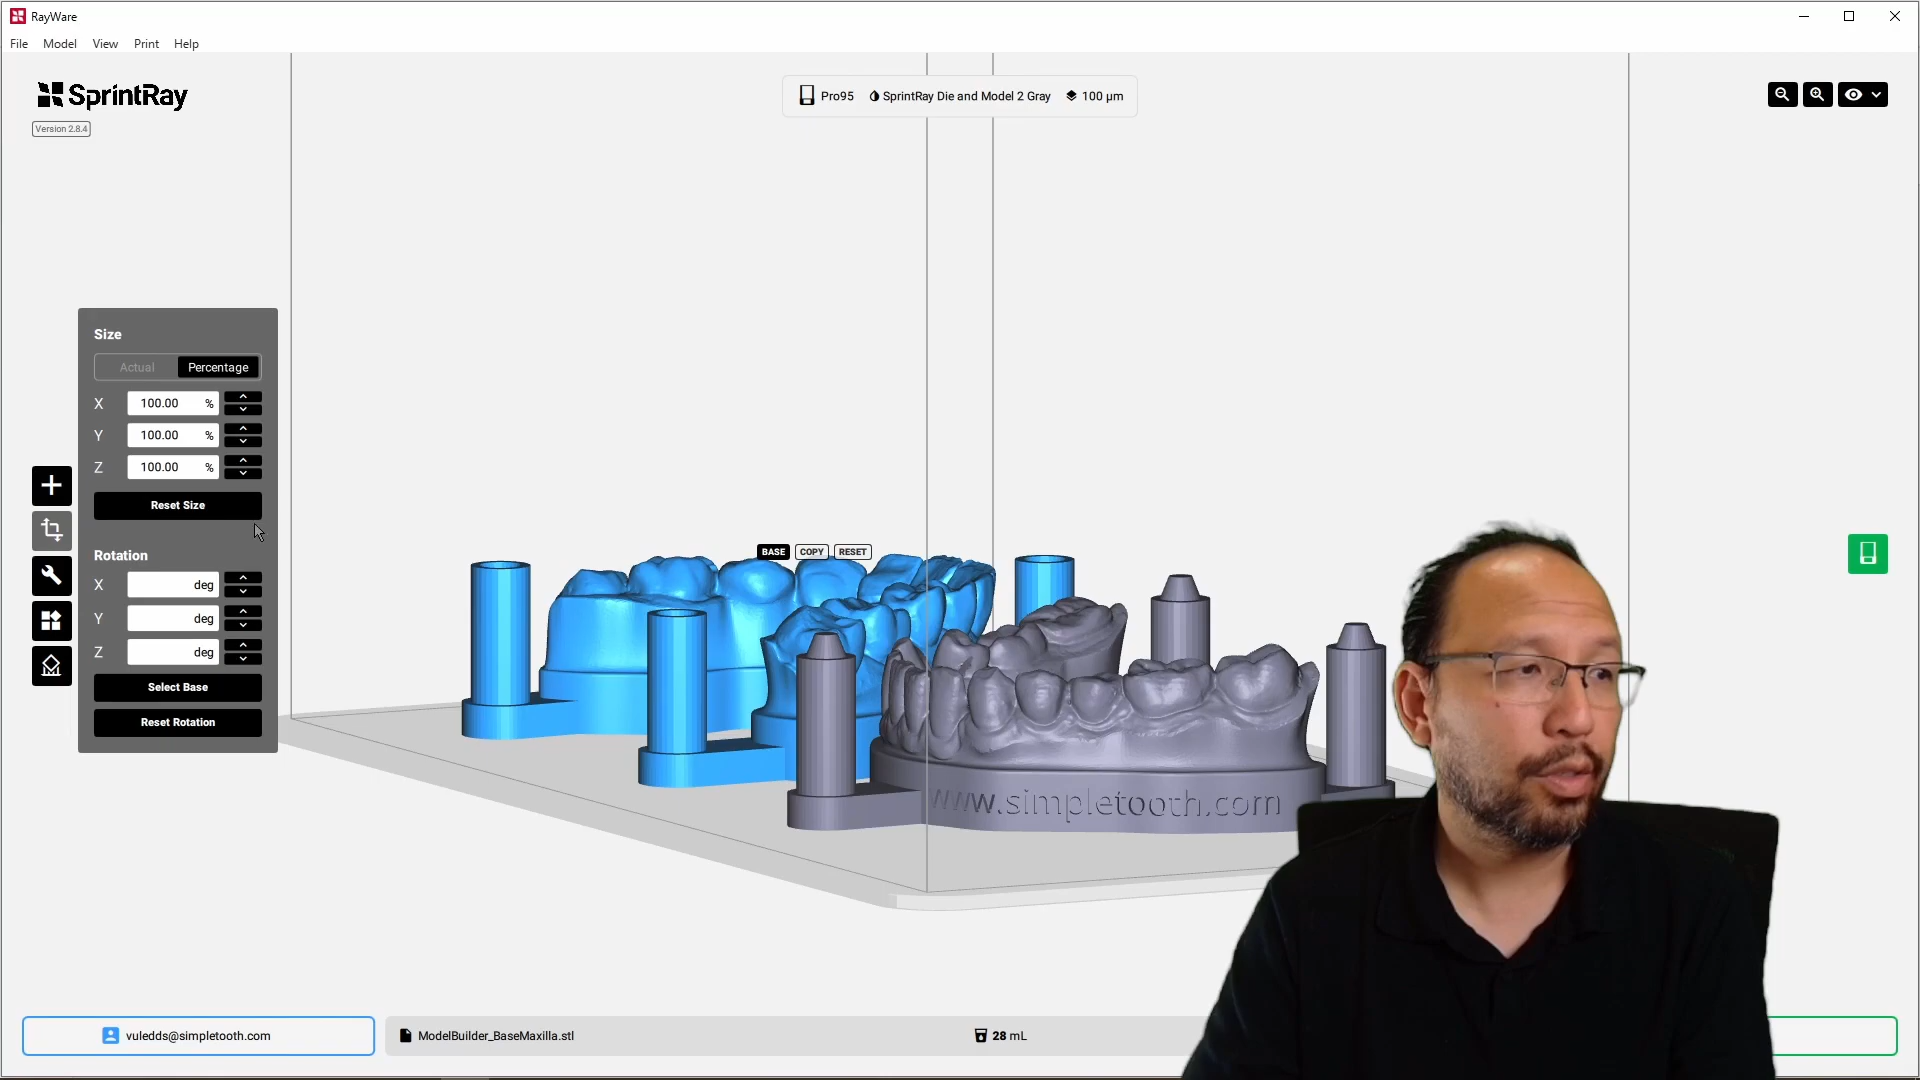 RayWare
File Model View Print Help
SprintRay
Version 2.8.4
Pro95 SprintRay Die and Model 2 Gray 100 µm
Size
Actual Percentage
X 100.00 %
Y 100.00 %
Z 100.00 %
Reset Size
Rotation
X deg
Y deg
Z deg
Select Base
Reset Rotation
BASE COPY RESET
www.simpletooth.com
vuledds@simpletooth.com
ModelBuilder_BaseMaxilla.stl
28 mL